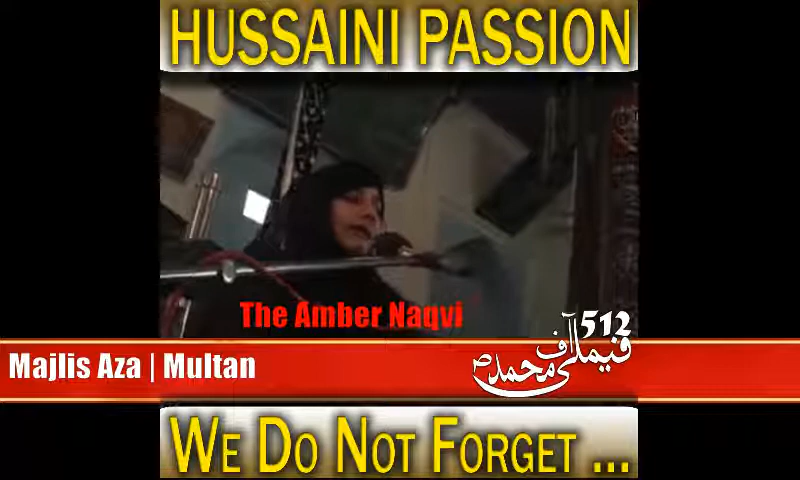 HUSSAINI PASSION
The Amber Naqvi
Majlis Aza | Multan
512
فیملی آف محمدؐ
WE DO NOT FORGET ...